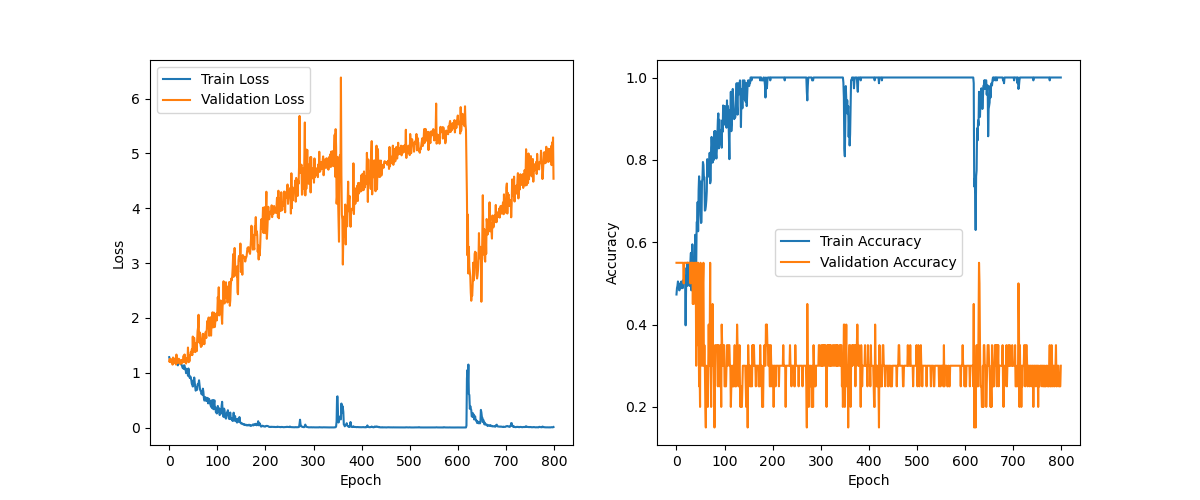 Train Loss
Validation Loss
Loss
6
5
4
3
2
1
0
0 100 200 300 400 500 600 700 800
Epoch
Train Accuracy
Validation Accuracy
Accuracy
1.0
0.8
0.6
0.4
0.2
0 100 200 300 400 500 600 700 800
Epoch